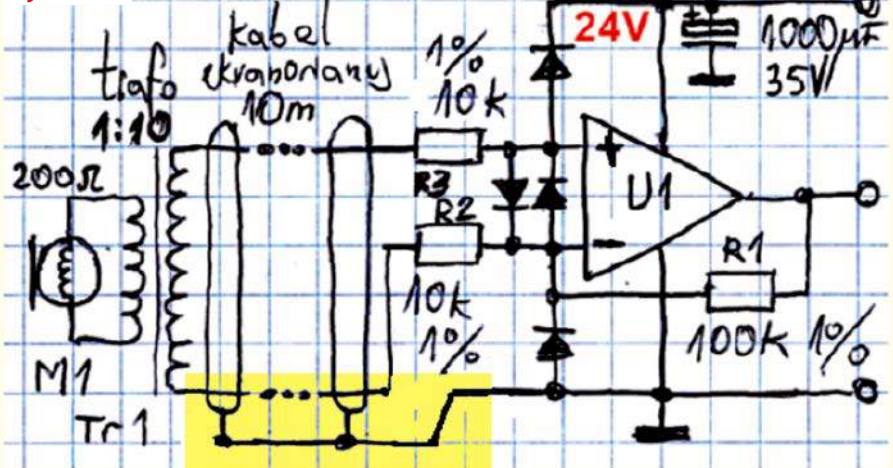 kabel
ekranowany
10m
trafo
1:10
200Ω
M1
Tr1
1%
10k
R3
R2
10k
1%
24V
+
1000μF
35V
+
U1
−
R1
100k 1%